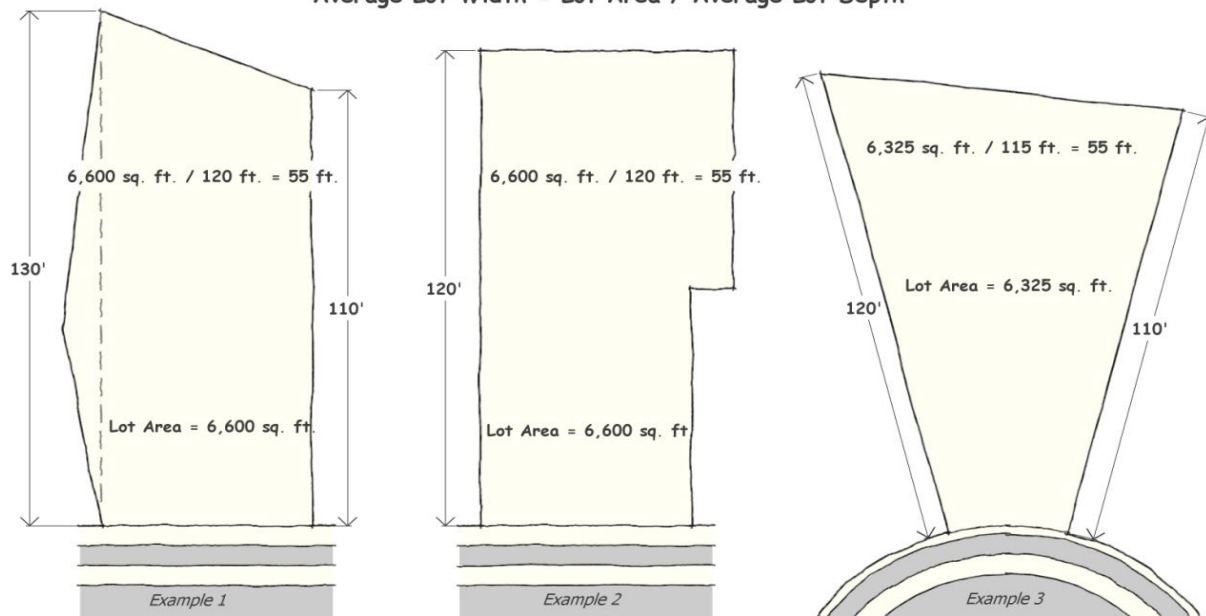 Average Lot Width = Lot Area / Average Lot Depth
6,600 sq. ft. / 120 ft. = 55 ft.
130'
110'
Lot Area = 6,600 sq. ft.
Example 1
6,600 sq. ft. / 120 ft. = 55 ft.
120'
Lot Area = 6,600 sq. ft
Example 2
6,325 sq. ft. / 115 ft. = 55 ft.
Lot Area = 6,325 sq. ft.
120'
110'
Example 3